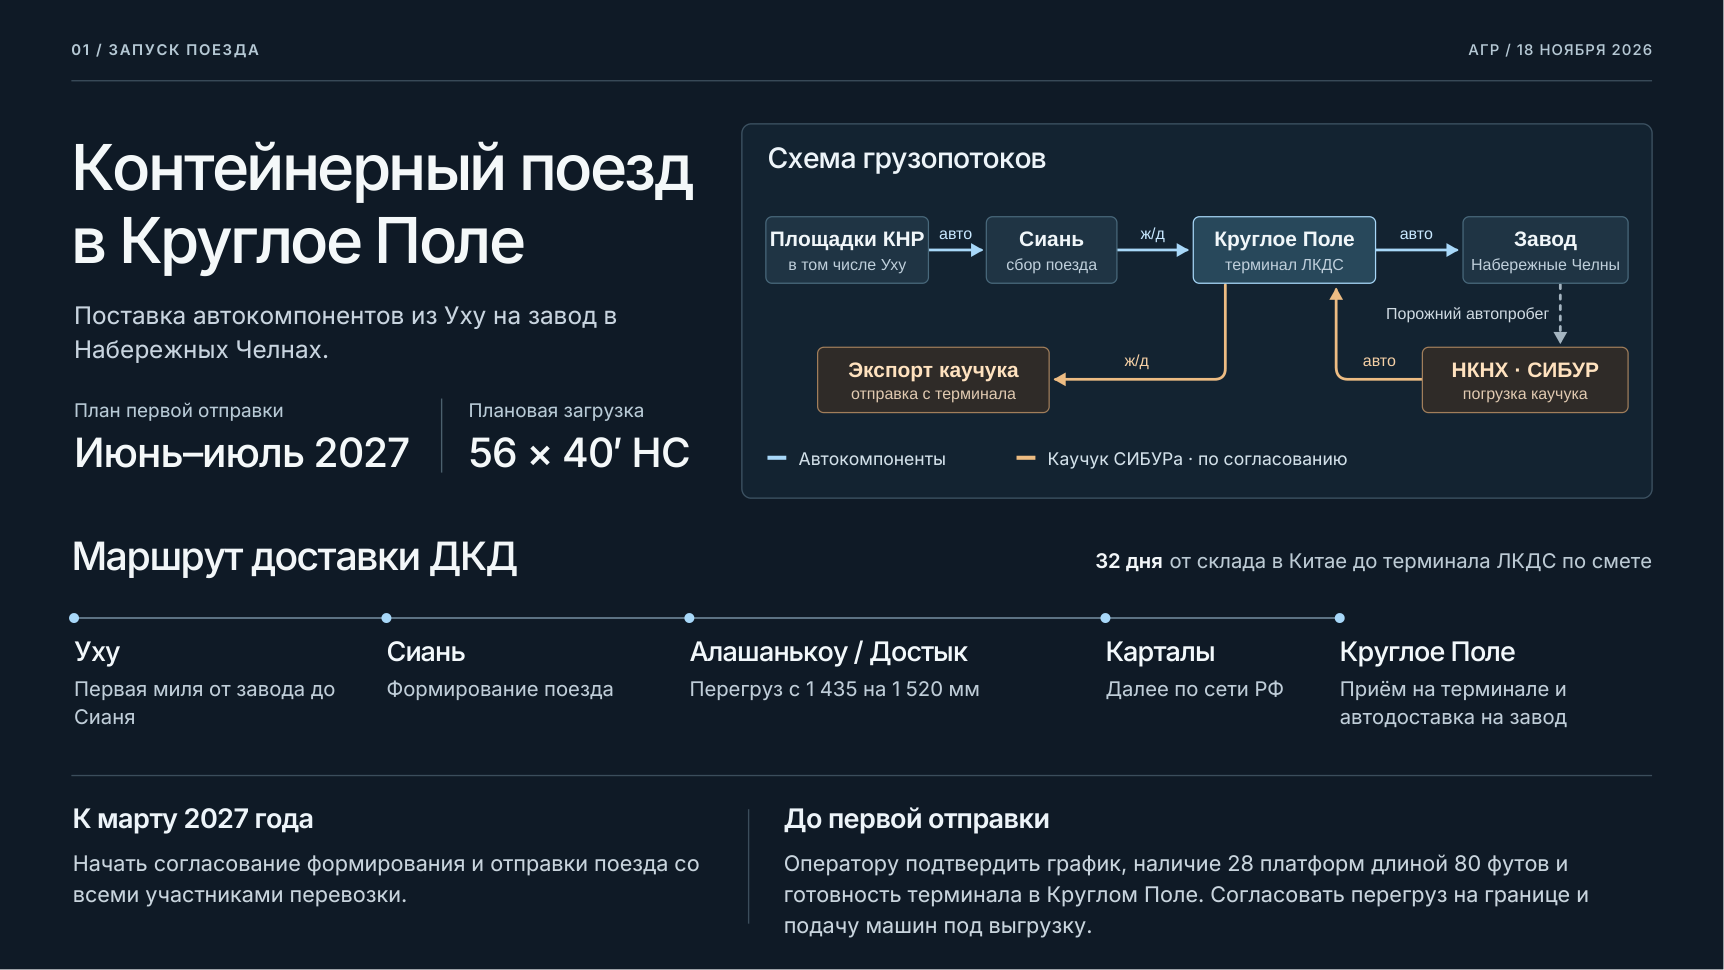 01 / ЗАПУСК ПОЕЗДА
АГР / 18 НОЯБРЯ 2026
Контейнерный поезд
в Круглое Поле
Поставка автокомпонентов из Уху на завод в
Набережных Челнах.
План первой отправки
Июнь–июль 2027
Плановая загрузка
56 × 40′ HC
Схема грузопотоков
Площадки КНР
в том числе Уху
авто
Сиань
сбор поезда
ж/д
Круглое Поле
терминал ЛКДС
авто
Завод
Набережные Челны
Порожний автопробег
Экспорт каучука
отправка с терминала
ж/д
авто
НКНХ · СИБУР
погрузка каучука
Автокомпоненты
Каучук СИБУРа · по согласованию
Маршрут доставки ДКД
32 дня от склада в Китае до терминала ЛКДС по смете
Уху
Первая миля от завода до
Сианя
Сиань
Формирование поезда
Алашанькоу / Достык
Перегруз с 1 435 на 1 520 мм
Карталы
Далее по сети РФ
Круглое Поле
Приём на терминале и
автодоставка на завод
К марту 2027 года
Начать согласование формирования и отправки поезда со
всеми участниками перевозки.
До первой отправки
Оператору подтвердить график, наличие 28 платформ длиной 80 футов и
готовность терминала в Круглом Поле. Согласовать перегруз на границе и
подачу машин под выгрузку.